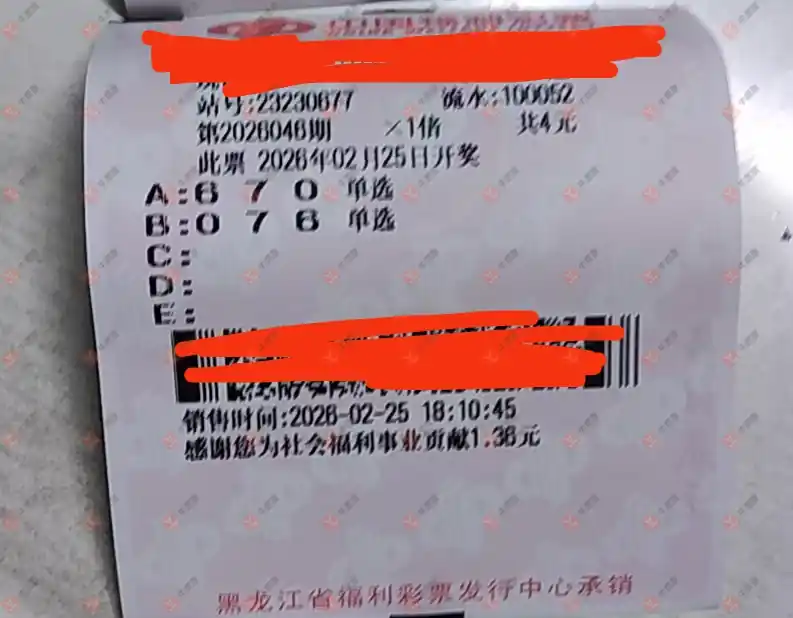 站号:23230677 流水:100052
第2026046期 ×1倍 共4元
此票 2026年02月25日开奖
A:6 7 0 单选
B:0 7 6 单选
C:
D:
E:
销售时间:2026-02-25 18:10:45
感谢您为社会福利事业贡献1.36元
黑龙江省福利彩票发行中心承销